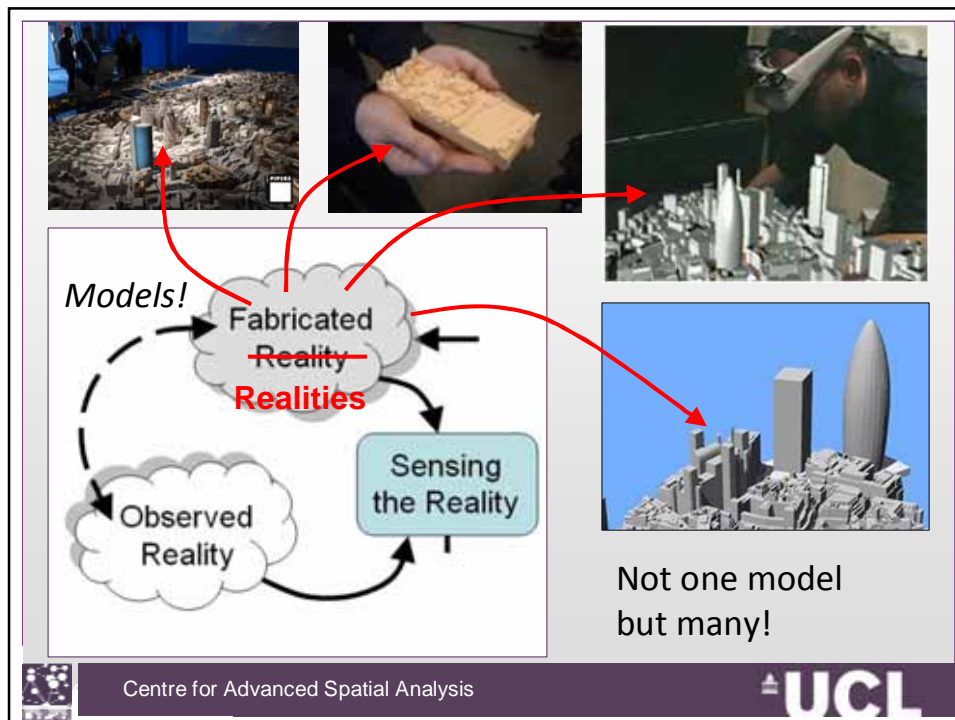 PIPERS
Models!
Fabricated
Reality
Realities
Sensing
the Reality
Observed
Reality
Not one model
but many!
Centre for Advanced Spatial Analysis
UCL